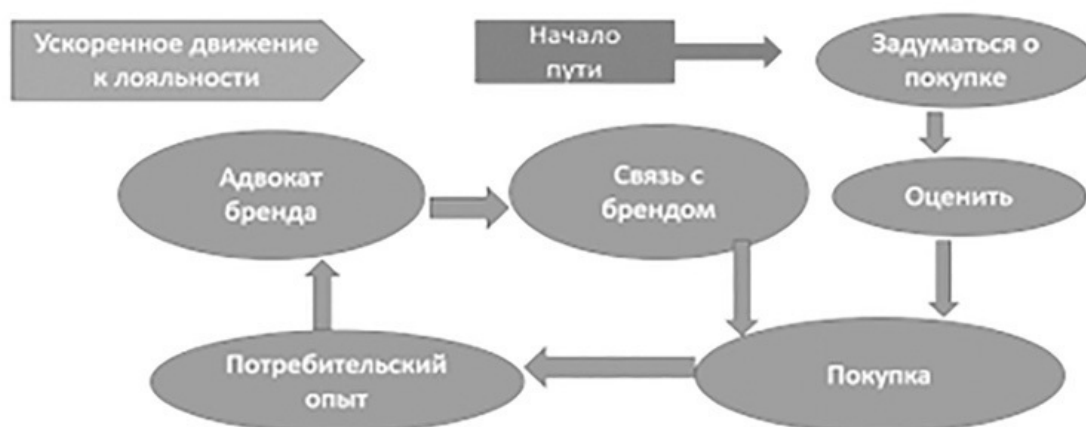 Ускоренное движение
к лояльности
Начало
пути
Задуматься о
покупке
Адвокат
бренда
Связь с
брендом
Оценить
Потребительский
опыт
Покупка